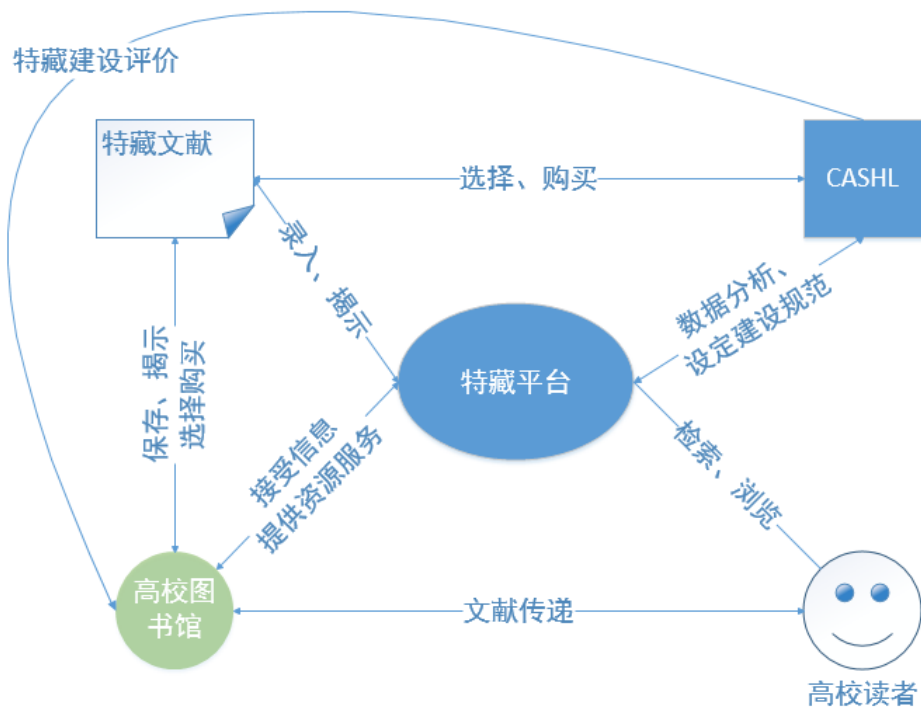 特藏建设评价
特藏文献
选择、购买
CASHL
录入、揭示
数据分析、
设定建设规范
保存、揭示
选择购买
特藏平台
接受信息
提供资源服务
检索、浏览
高校图
书馆
文献传递
高校读者